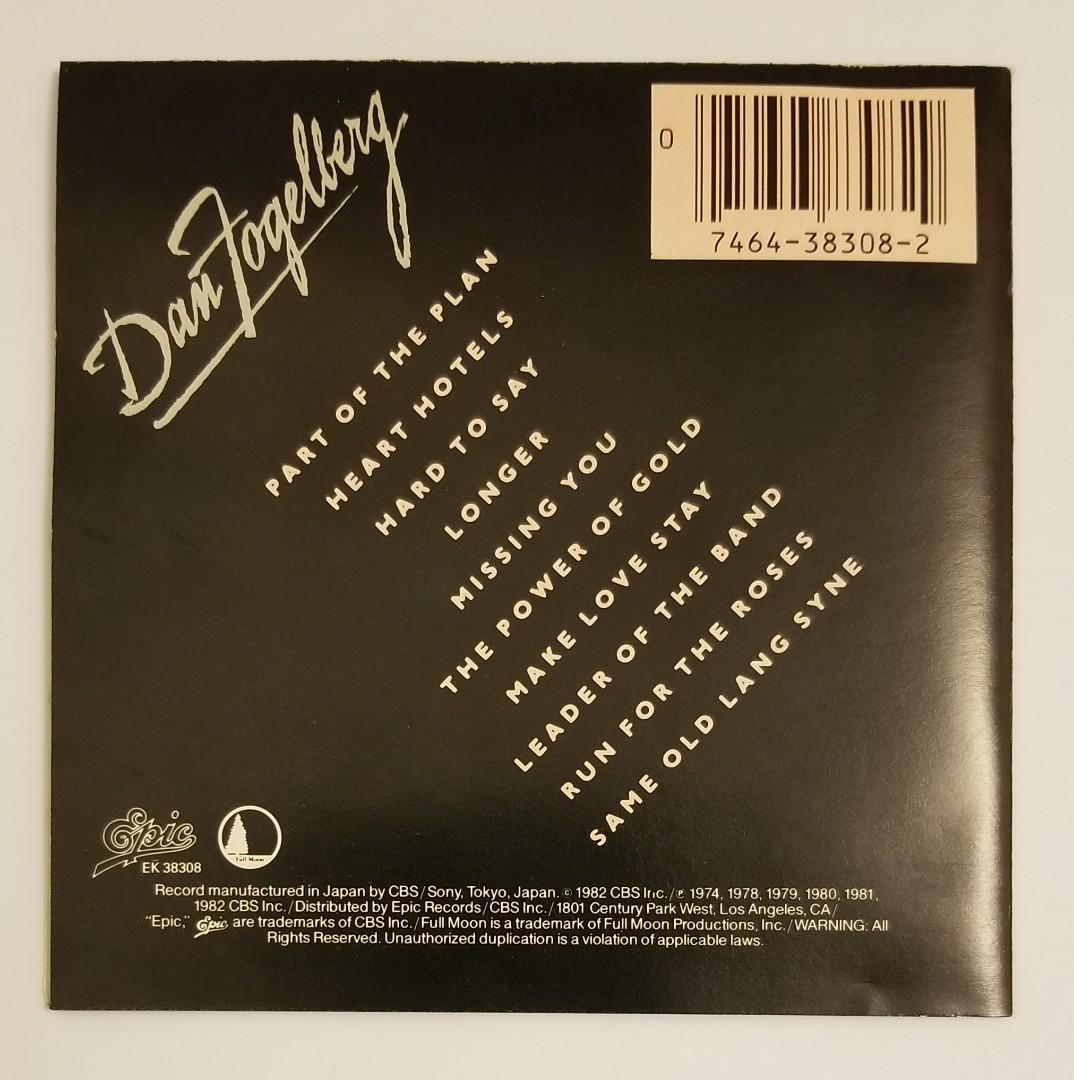 Dan Fogelberg
0
7464-38308-2
PART OF THE PLAN
HEART HOTELS
HARD TO SAY
LONGER
MISSING YOU
THE POWER OF GOLD
MAKE LOVE STAY
LEADER OF THE BAND
RUN FOR THE ROSES
SAME OLD LANG SYNE
Epic
Full Moon
EK 38308
Record manufactured in Japan by CBS/Sony, Tokyo, Japan. © 1982 CBS Inc./℗ 1974, 1978, 1979, 1980, 1981,
1982 CBS Inc./Distributed by Epic Records/CBS Inc./1801 Century Park West, Los Angeles, CA/
"Epic," Epic are trademarks of CBS Inc./Full Moon is a trademark of Full Moon Productions, Inc./WARNING: All
Rights Reserved. Unauthorized duplication is a violation of applicable laws.